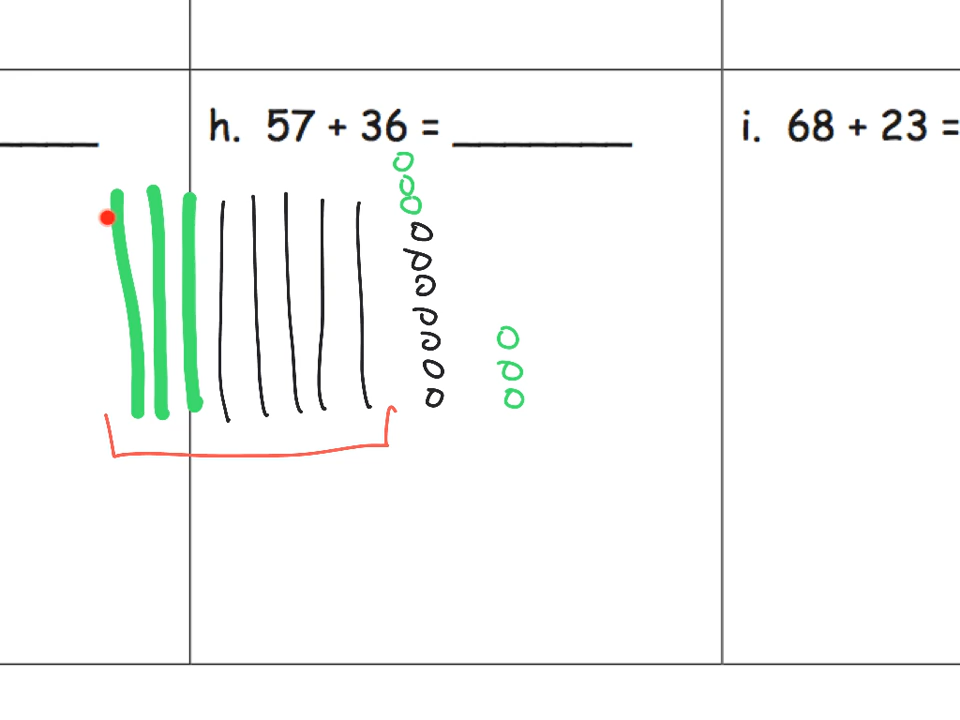 h. 57 + 36 = ________
i. 68 + 23 =